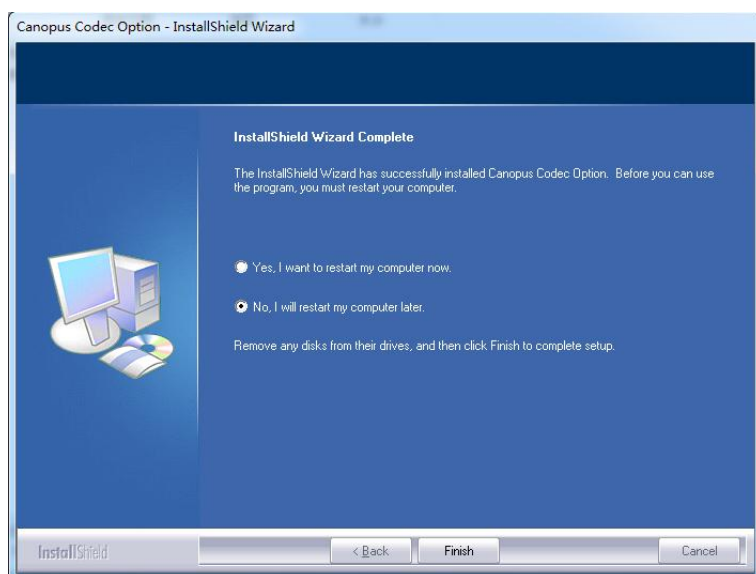 Canopus Codec Option - InstallShield Wizard
InstallShield Wizard Complete
The InstallShield Wizard has successfully installed Canopus Codec Option. Before you can use
the program, you must restart your computer.
Yes, I want to restart my computer now.
No, I will restart my computer later.
Remove any disks from their drives, and then click Finish to complete setup.
InstallShield
< Back
Finish
Cancel